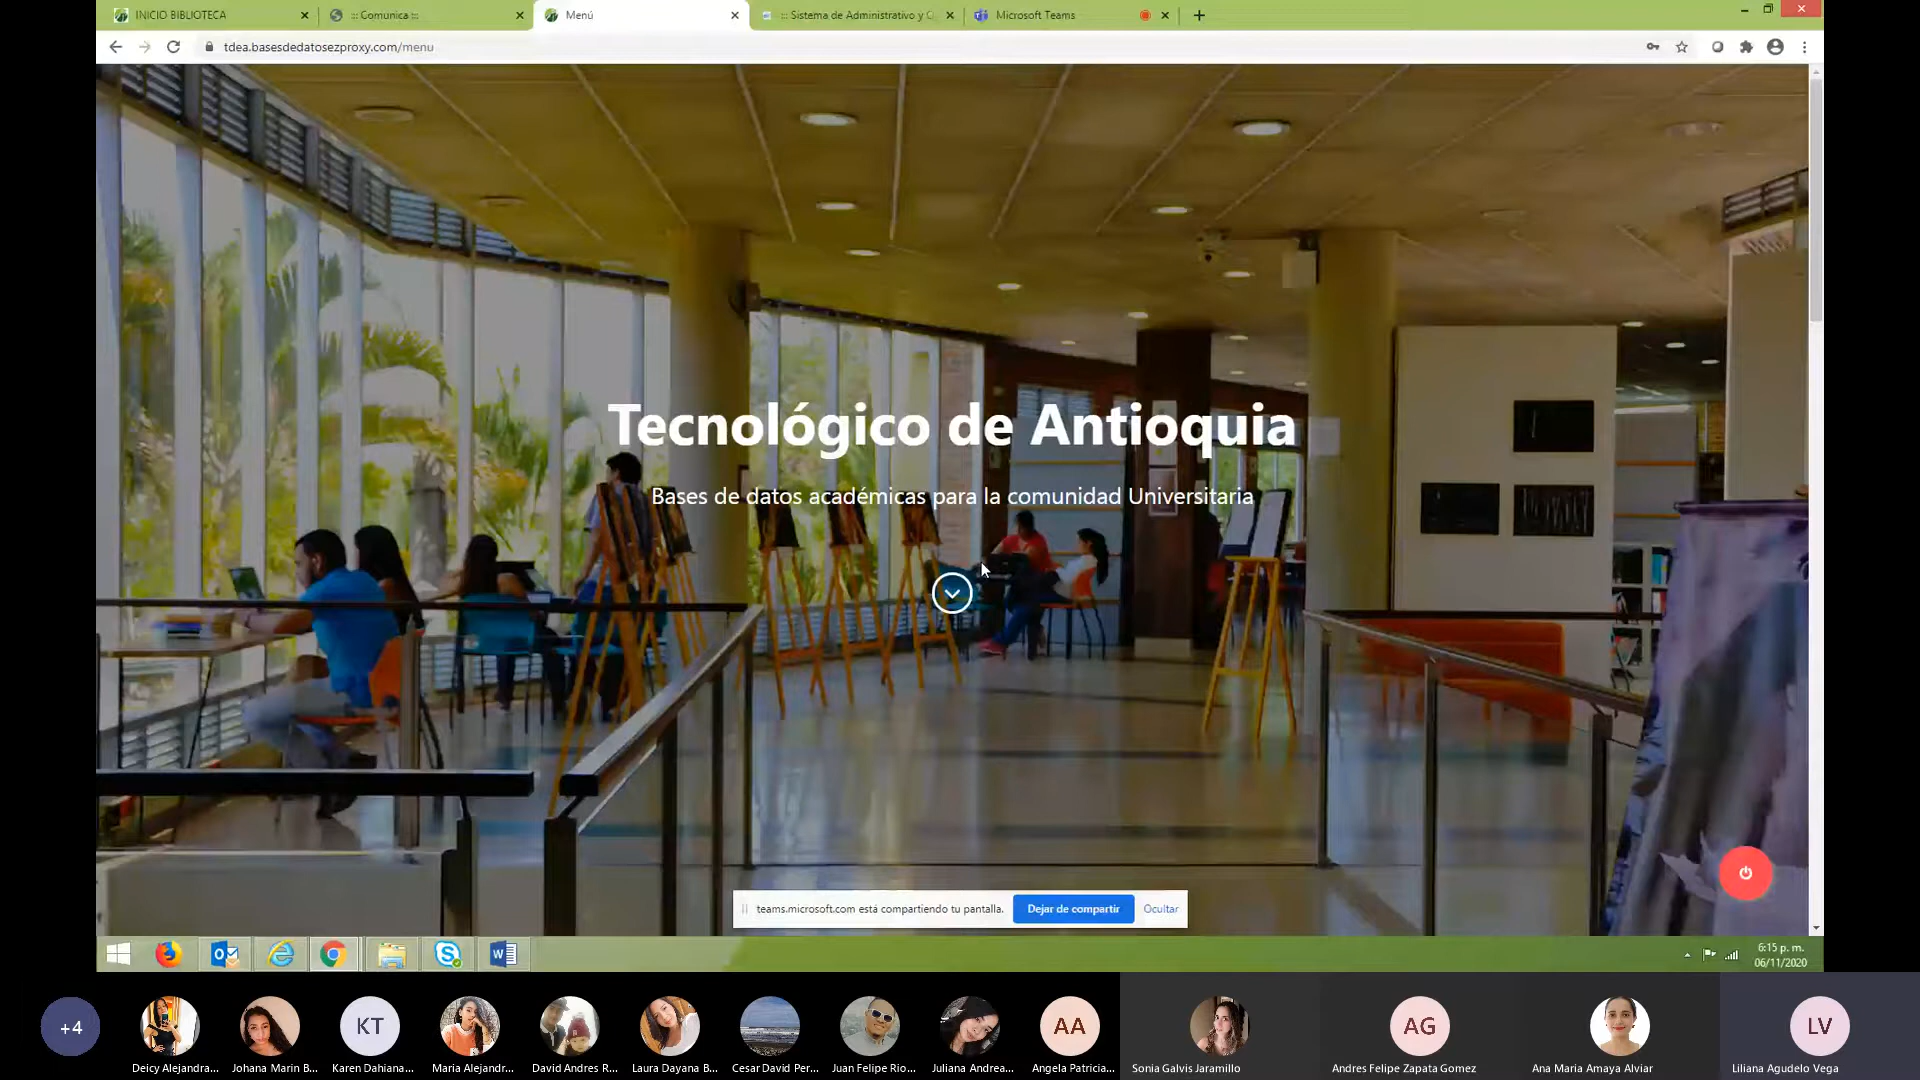 INICIO BIBLIOTECA
::: Comunica :::
Menú
::: Sistema de Administrativo y C
Microsoft Teams
tdea.basesdedatosezproxy.com/menu
Tecnológico de Antioquia
Bases de datos académicas para la comunidad Universitaria
teams.microsoft.com está compartiendo tu pantalla.
Dejar de compartir
Ocultar
6:15 p. m.
06/11/2020
+4
KT
AA
AG
LV
Deicy Alejandra...
Johana Marin B...
Karen Dahiana...
Maria Alejandr...
David Andres R...
Laura Dayana B...
Cesar David Per...
Juan Felipe Rio...
Juliana Andrea...
Angela Patricia...
Sonia Galvis Jaramillo
Andres Felipe Zapata Gomez
Ana Maria Amaya Alviar
Liliana Agudelo Vega